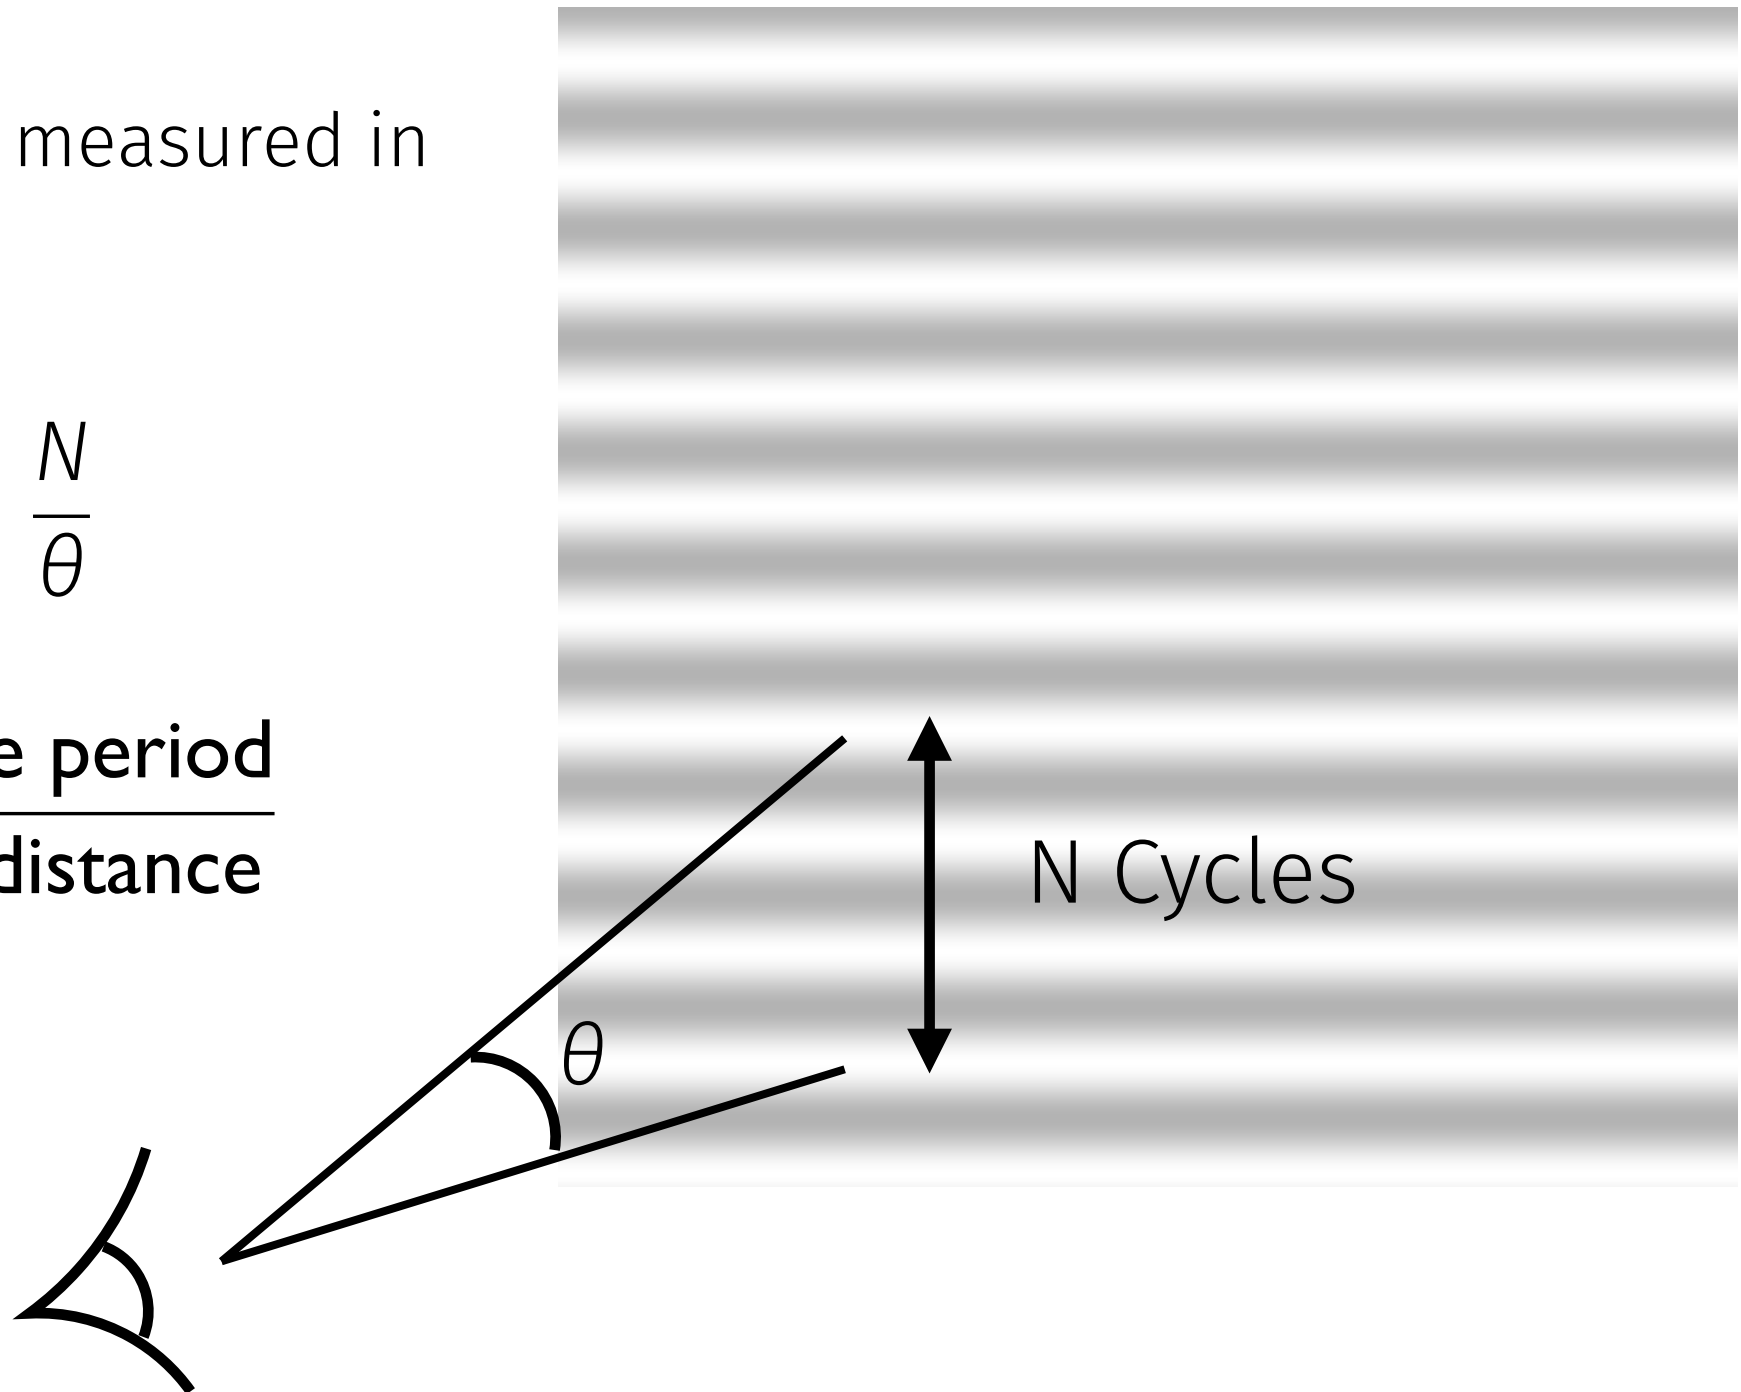 measured in
N
θ
e period
distance
N Cycles
θ